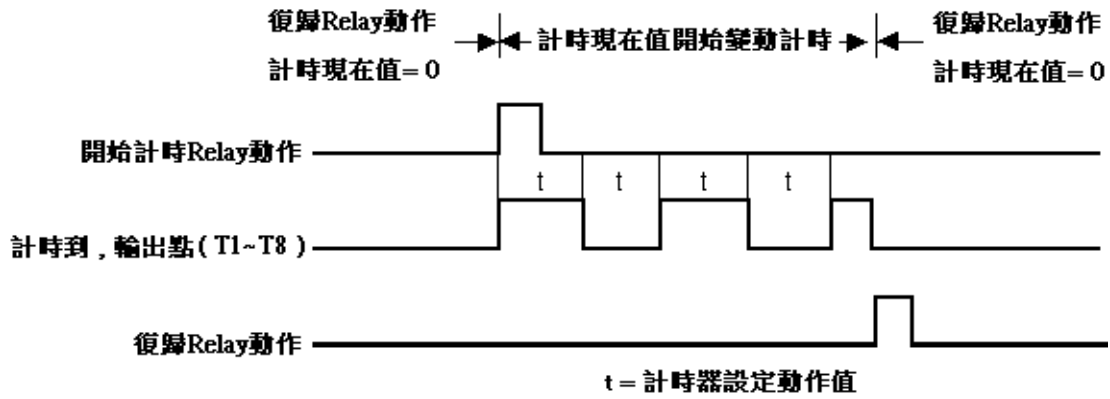 復歸Relay動作
計時現在值= 0
計時現在值開始變動計時
復歸Relay動作
計時現在值= 0
開始計時Relay動作
t t t t
計時到 , 輸出點( T1~T8 )
復歸Relay動作
t = 計時器設定動作值